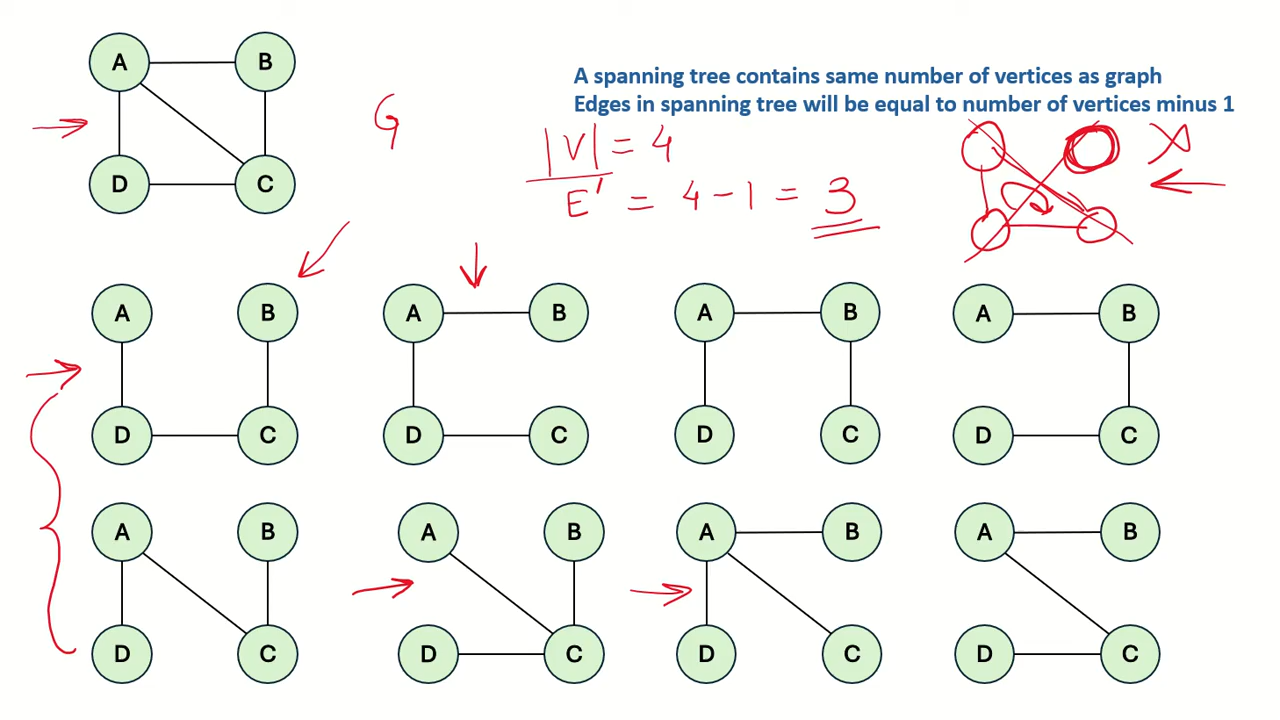 A B
A spanning tree contains same number of vertices as graph
Edges in spanning tree will be equal to number of vertices minus 1
G
|V| = 4
E' = 4 - 1 = 3
X
D C
A B A B A B A B
D C D C D C D C
A B A B A B A B
D C D C D C D C